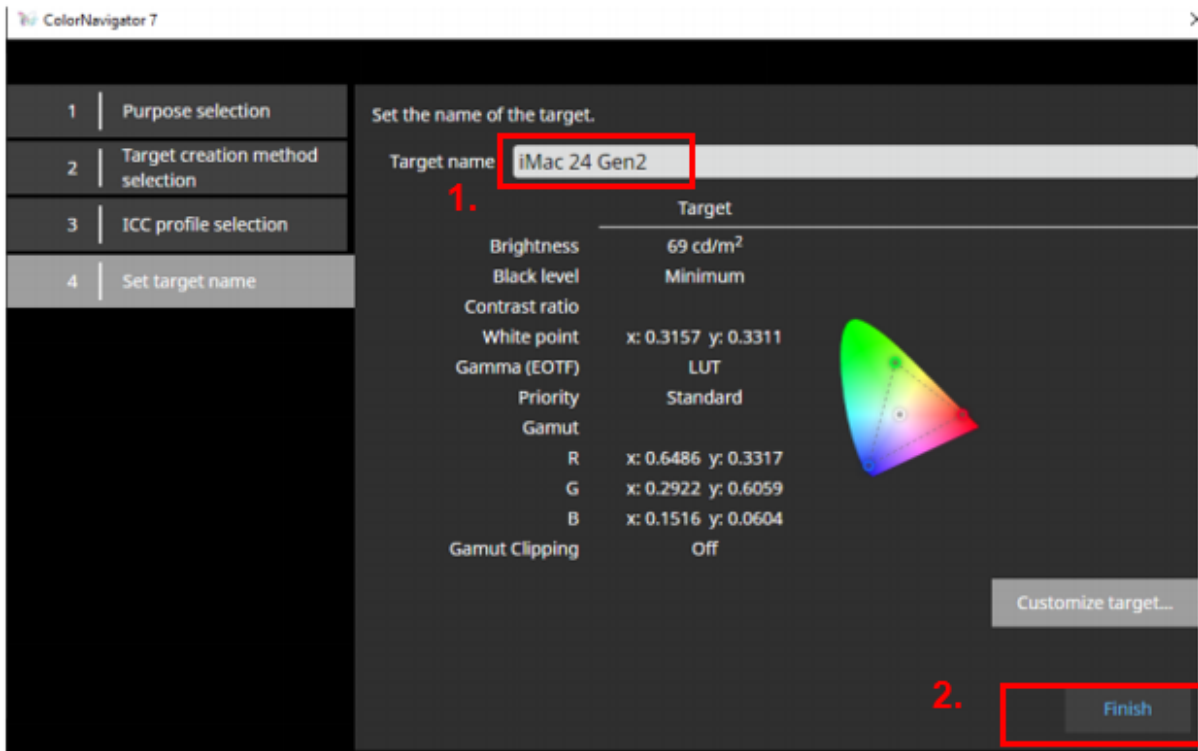 ColorNavigator 7
1 Purpose selection
2 Target creation method
selection
3 ICC profile selection
4 Set target name
Set the name of the target.
Target name iMac 24 Gen2
1.
Target
Brightness 69 cd/m²
Black level Minimum
Contrast ratio
White point x: 0.3157 y: 0.3311
Gamma (EOTF) LUT
Priority Standard
Gamut
R x: 0.6486 y: 0.3317
G x: 0.2922 y: 0.6059
B x: 0.1516 y: 0.0604
Gamut Clipping Off
Customize target...
2.
Finish